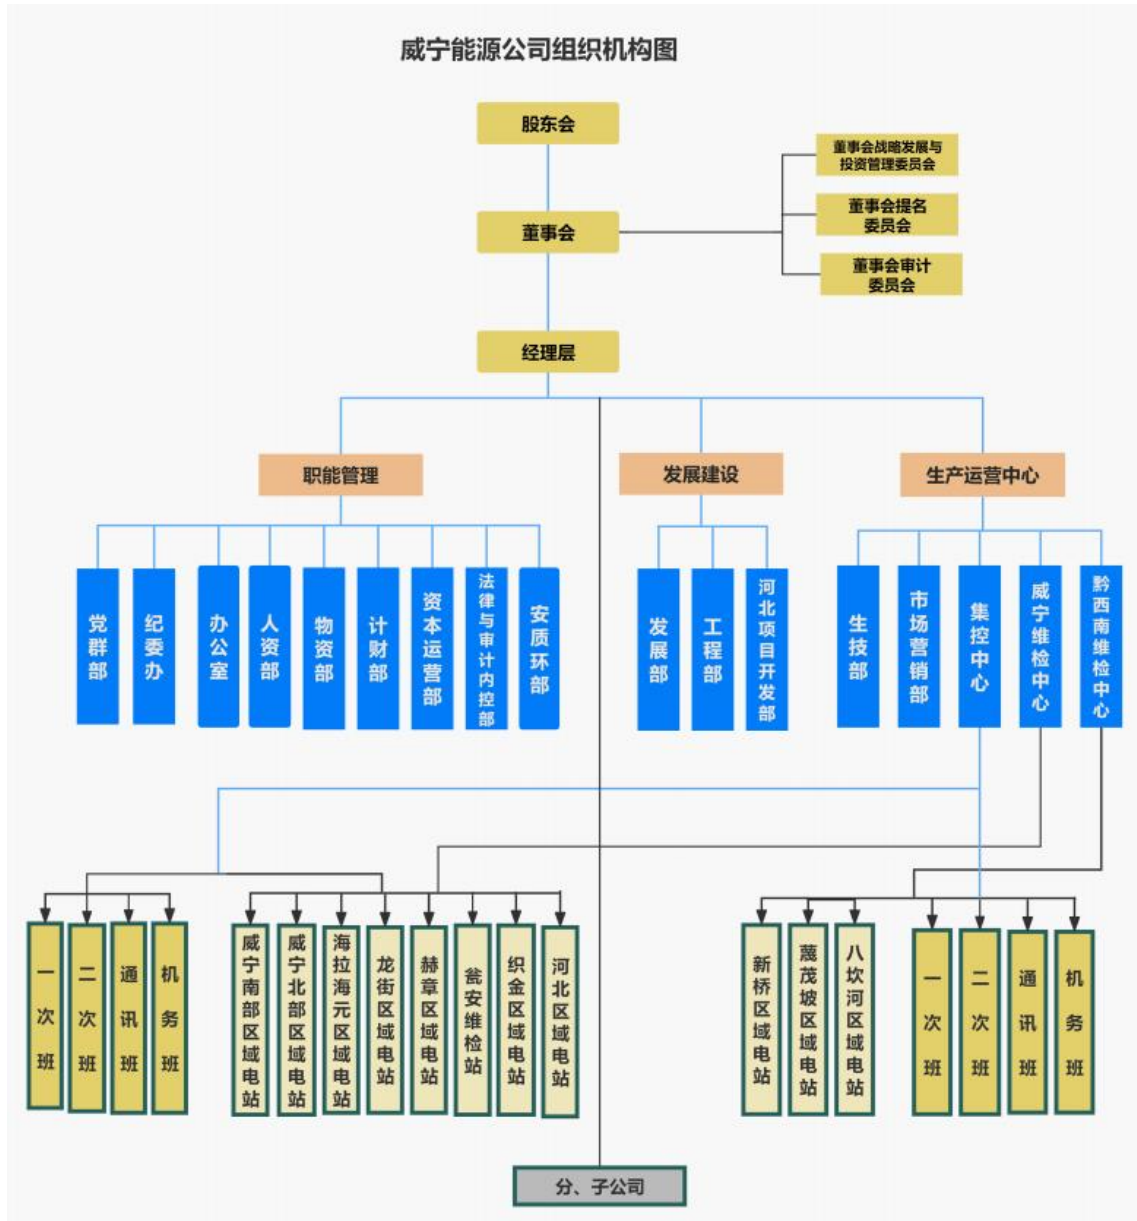 威宁能源公司组织机构图
股东会
董事会战略发展与
投资管理委员会
董事会提名
委员会
董事会
董事会审计
委员会
经理层
职能管理
发展建设
生产运营中心
党群部
纪委办
办公室
人资部
物资部
计财部
资本运营部
法律与审计内控部
安质环部
发展部
工程部
河北项目开发部
生技部
市场营销部
集控中心
威宁维检中心
黔西南维检中心
一次班
二次班
通讯班
机务班
威宁南部区域电站
威宁北部区域电站
海拉海元区域电站
龙街区域电站
赫章区域电站
瓮安维检站
织金区域电站
河北区域电站
新桥区域电站
薎茂坡区域电站
八坎河区域电站
一次班
二次班
通讯班
机务班
分、子公司